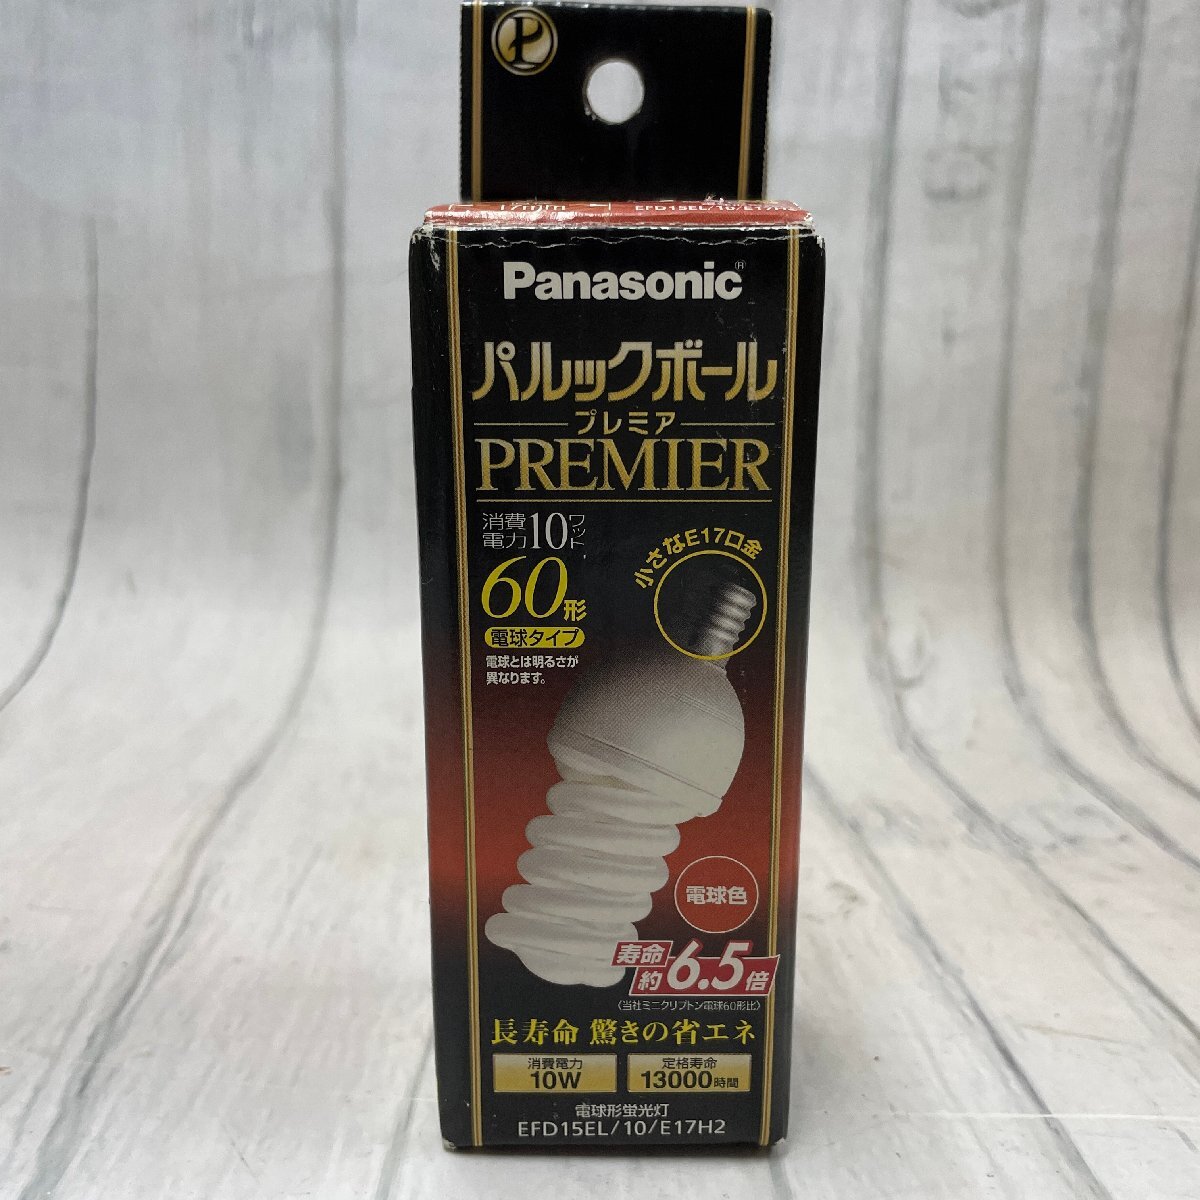 EFD15EL/10/E17H2
Panasonic®
パルックボール
プレミア
PREMIER
消費電力10ワット
60形
電球タイプ
電球とは明るさが
異なります。
小さなE17口金
電球色
寿命
約6.5倍
〈当社ミニクリプトン電球60形比〉
長寿命 驚きの省エネ
消費電力
10W
定格寿命
13000時間
電球形蛍光灯
EFD15EL/10/E17H2